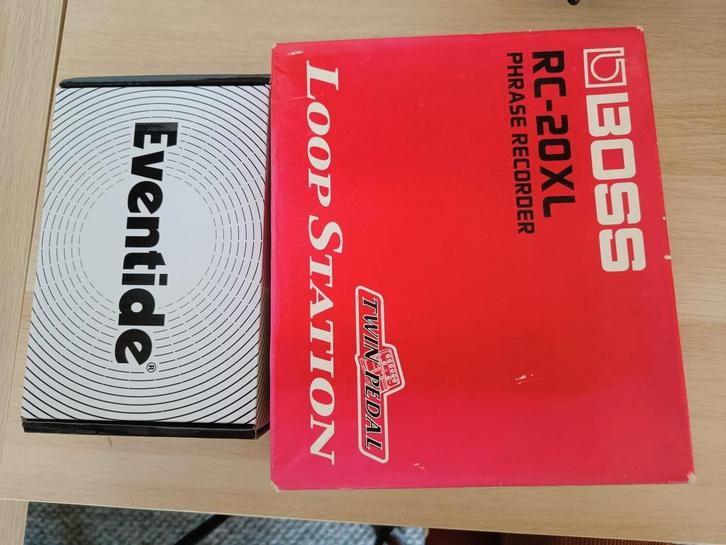 Eventide®
BOSS
RC-20XL
PHRASE RECORDER
LOOP STATION
TWIN PEDAL